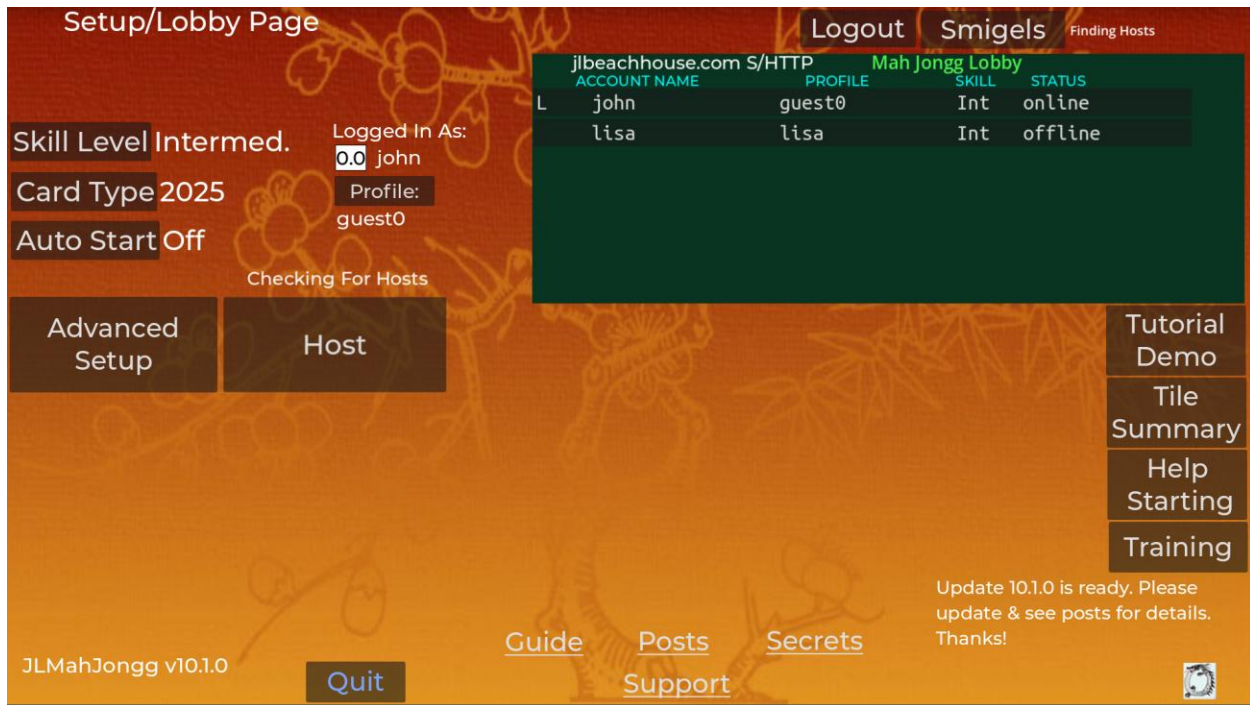 Setup/Lobby Page
Logout
Smigels
Finding Hosts
jlbeachhouse.com S/HTTP Mah Jongg Lobby
ACCOUNT NAME PROFILE SKILL STATUS
L john guest0 Int online
lisa lisa Int offline
Skill Level Intermed.
Card Type 2025
Auto Start Off
Logged In As:
0.0 john
Profile:
guest0
Checking For Hosts
Advanced
Setup
Host
Tutorial
Demo
Tile
Summary
Help
Starting
Training
Update 10.1.0 is ready. Please
update & see posts for details.
Thanks!
Guide Posts Secrets
Support
JLMahJongg v10.1.0
Quit